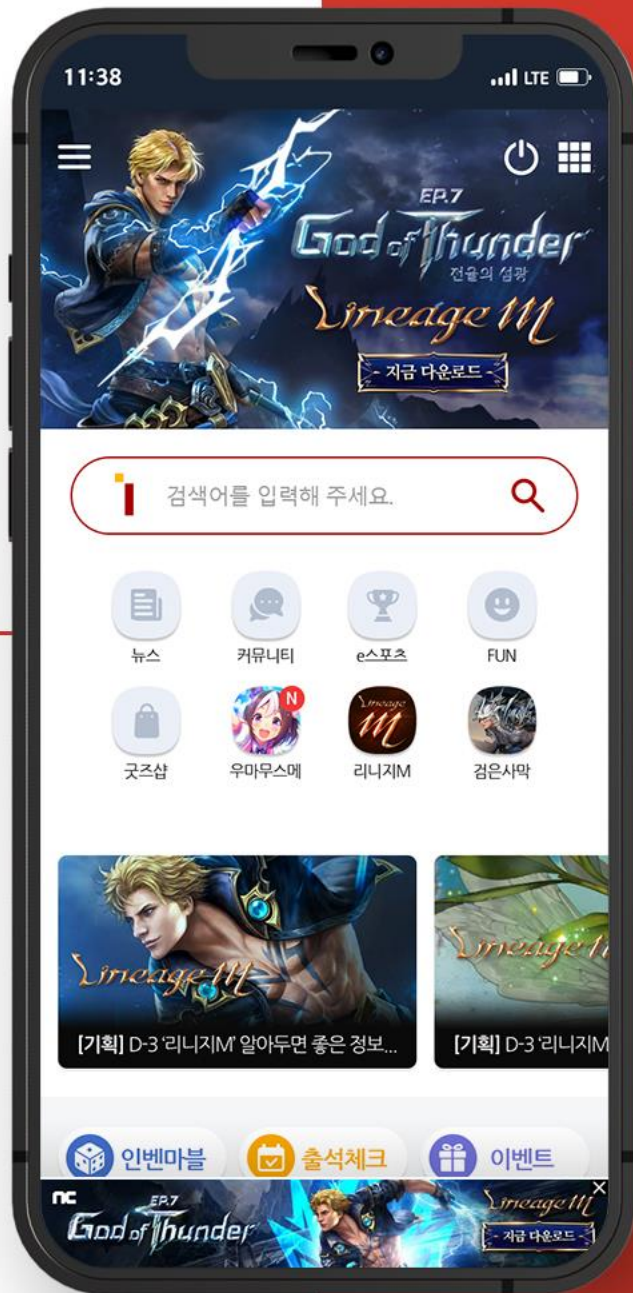 11:38
LTE
EP.7
God of Thunder
전율의 섬광
Lineage M
지금 다운로드
검색어를 입력해 주세요.
뉴스
커뮤니티
e스포츠
FUN
N
Lineage
M
굿즈샵
우마무스메
리니지M
검은사막
Lineage M
Lineage M
[기획] D-3 '리니지M' 알아두면 좋은 정보...
[기획] D-3 '리니지M
인벤마블
출석체크
이벤트
nc
EP.7
God of Thunder
Lineage M
지금 다운로드